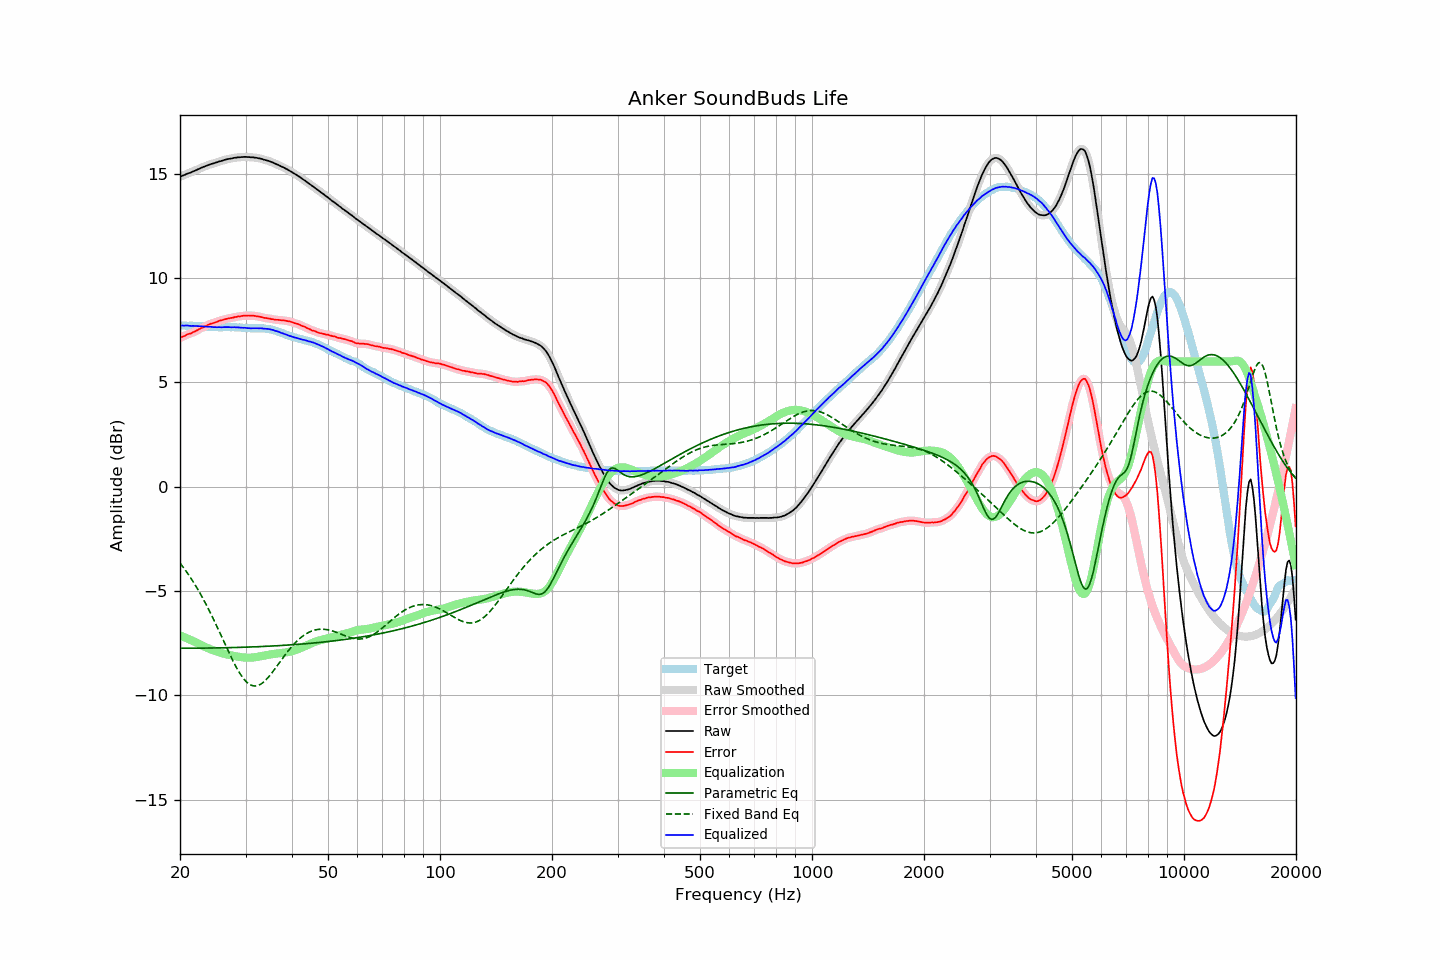 Anker SoundBuds Life
Amplitude (dBr)
15
10
5
0
−5
−10
−15
Target
Raw Smoothed
Error Smoothed
Raw
Error
Equalization
Parametric Eq
Fixed Band Eq
Equalized
20
50
100
200
500
1000
2000
5000
10000
20000
Frequency (Hz)